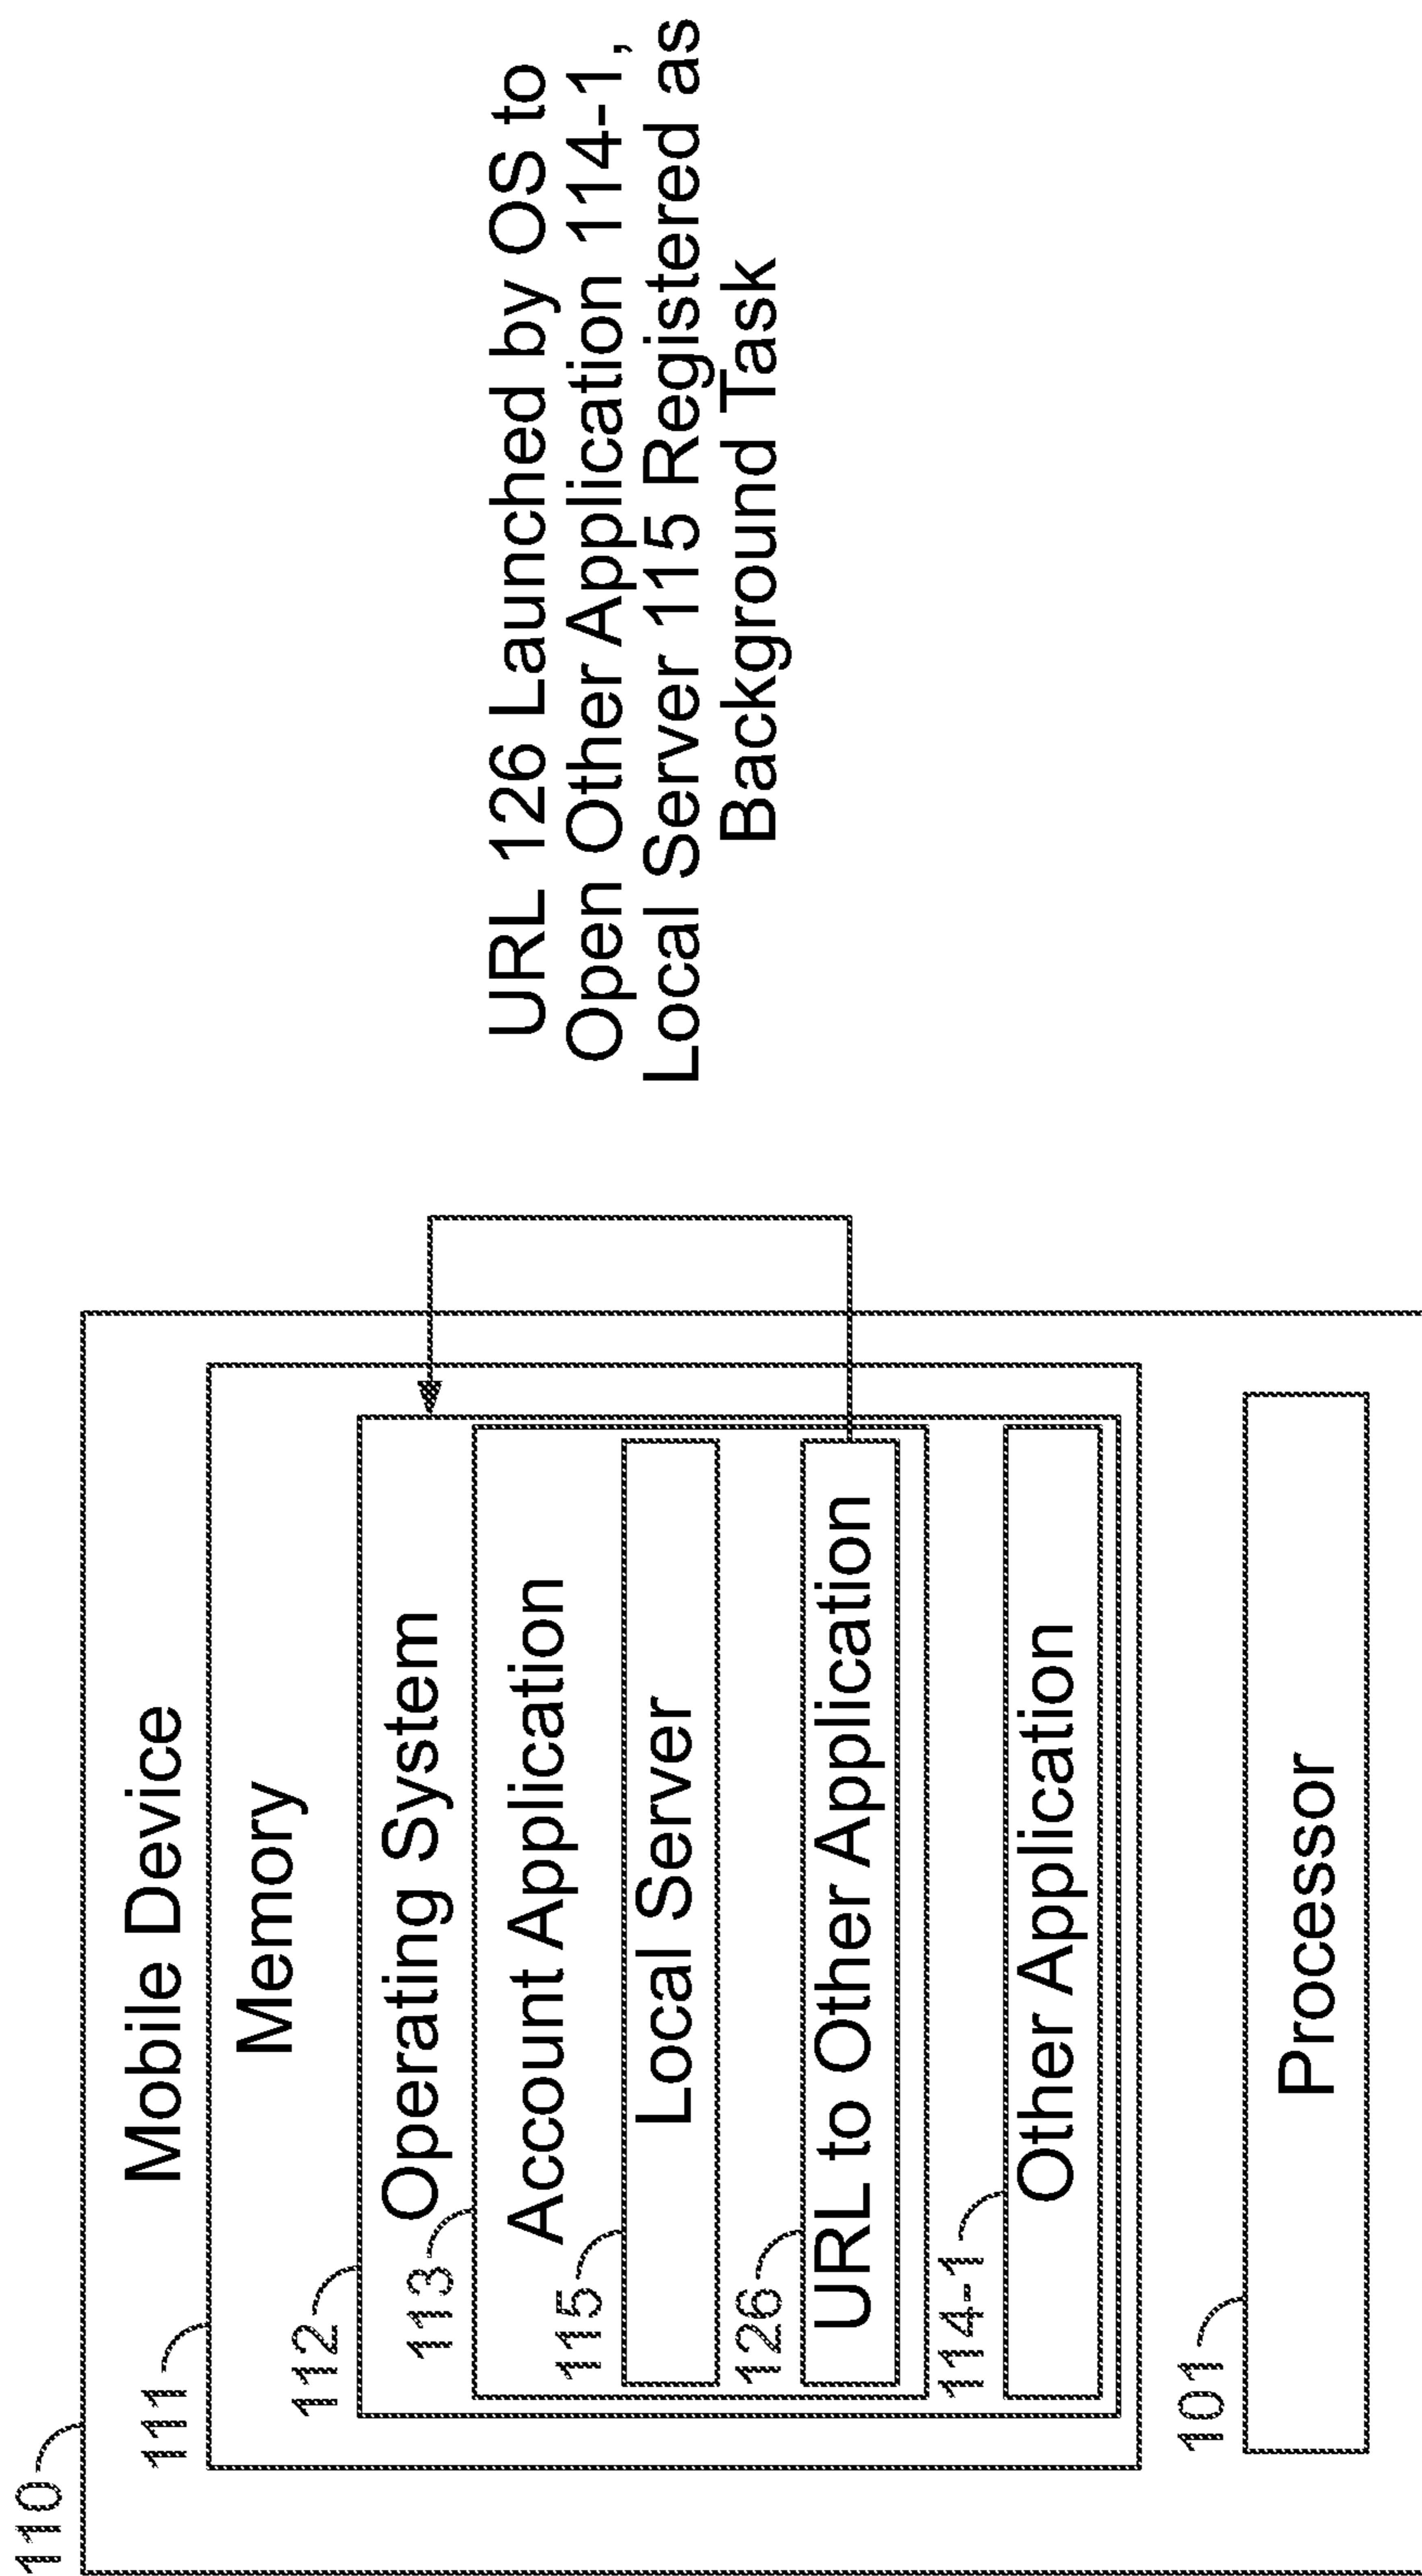 110
Mobile Device
111
Memory
112
Operating System
113
Account Application
115
Local Server
126
URL to Other Application
114-1
Other Application
101
Processor
URL 126 Launched by OS to
Open Other Application 114-1,
Local Server 115 Registered as
Background Task